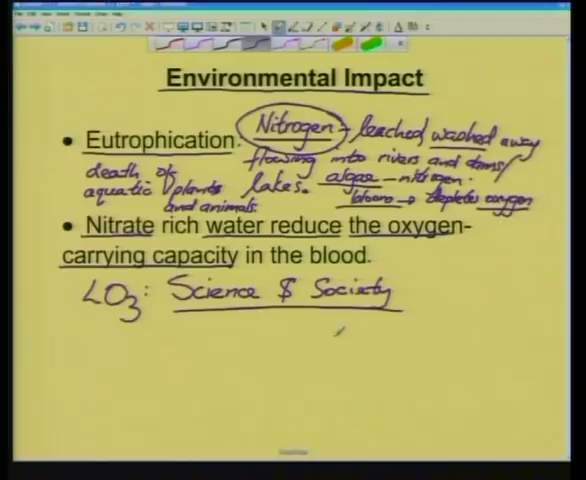 Environmental Impact
• Eutrophication: Nitrogen - leached washed away
flowing into rivers and dams/
lakes. algae - nitrogen.
blooms → depletes oxygen
death of
aquatic plants
and animals.
• Nitrate rich water reduce the oxygen-
carrying capacity in the blood.
LO3: Science & Society